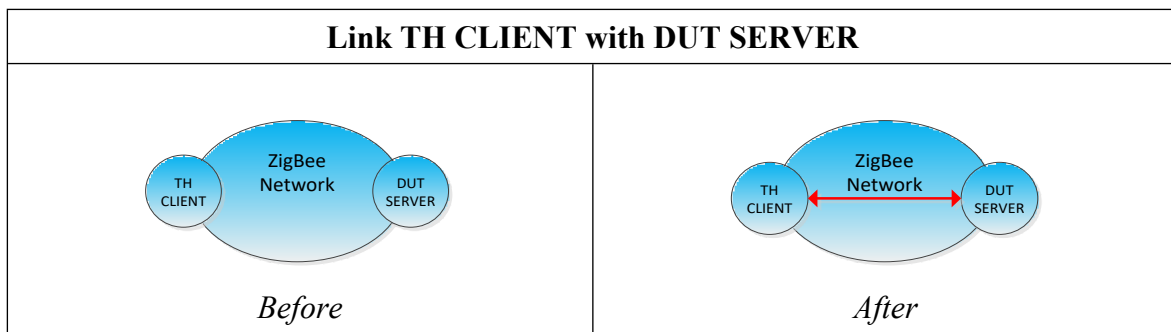 Link TH CLIENT with DUT SERVER
ZigBee
Network
TH
CLIENT
DUT
SERVER
Before
ZigBee
Network
TH
CLIENT
DUT
SERVER
After